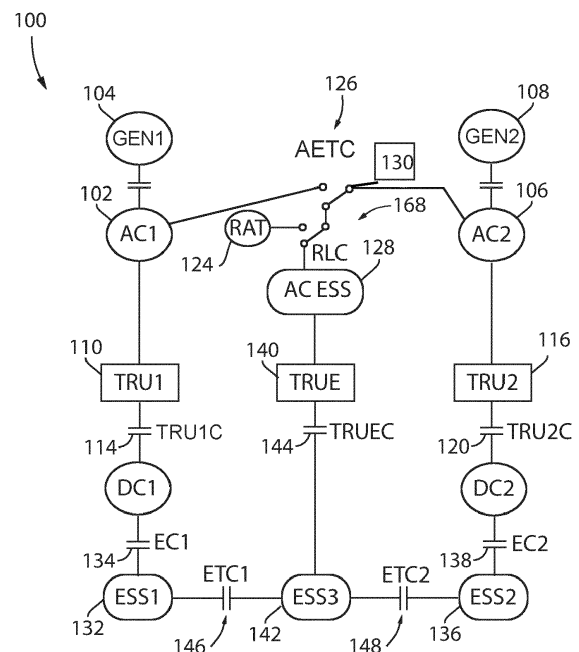 100
104
GEN1
126
AETC
130
108
GEN2
102
AC1
RAT
124
168
RLC
128
106
AC2
AC ESS
110
TRU1
140
TRUE
116
TRU2
114
TRU1C
144
TRUEC
120
TRU2C
DC1
DC2
134
EC1
138
EC2
ESS1
132
ETC1
146
ESS3
142
ETC2
148
ESS2
136